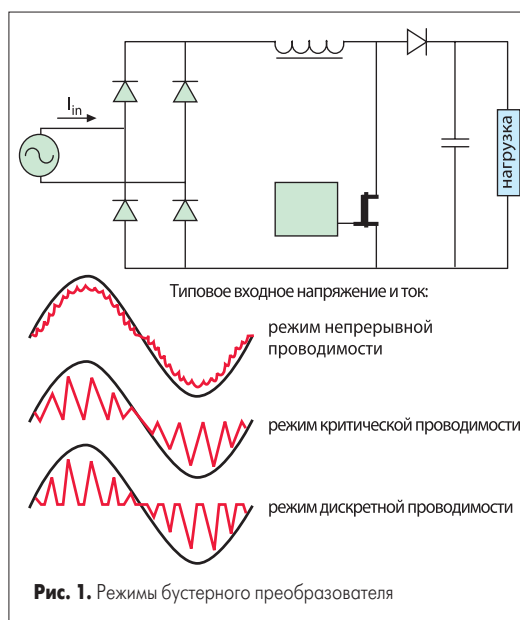 I_in
нагрузка
Типовое входное напряжение и ток:
режим непрерывной
проводимости
режим критической проводимости
режим дискретной проводимости
Рис. 1. Режимы бустерного преобразователя